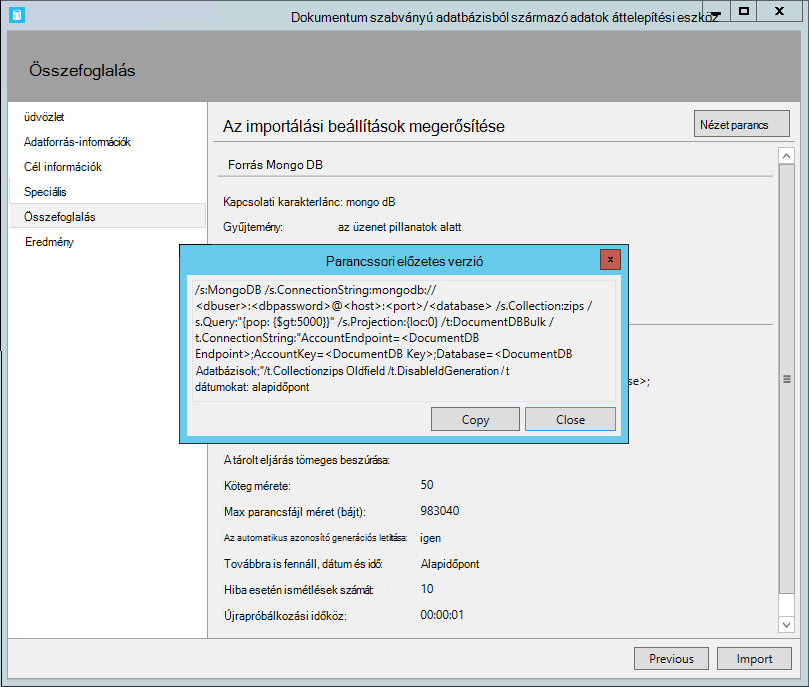 Dokumentum szabványú adatbázisból származó adatok áttelepítési eszköz
Összefoglalás
üdvözlet
Adatforrás-információk
Cél információk
Speciális
Összefoglalás
Eredmény
Az importálási beállítások megerősítése
Nézet parancs
Forrás Mongo DB
Kapcsolati karakterlánc: mongo dB
Gyűjtemény: az üzenet pillanatok alatt
Parancssori előzetes verzió
x
/s:MongoDB /s.ConnectionString:mongodb://
<dbuser>:<dbpassword>@<host>:<port>/<database> /s.Collection:zips /
s.Query:"{pop: {$gt:5000}}" /s.Projection:{loc:0} /t:DocumentDBBulk /
t.ConnectionString:"AccountEndpoint=<DocumentDB
Endpoint>;AccountKey=<DocumentDB Key>;Database=<DocumentDB
Adatbázisok;"/t.Collectionzips Oldfield /t.DisableIdGeneration /t
dátumokat: alapidőpont
se>;
Copy
Close
A tárolt eljárás tömeges beszúrása:
Köteg mérete: 50
Max parancsfájl méret (bájt): 983040
Az automatikus azonosító generációs letiltása: igen
Továbbra is fennáll, dátum és idő: Alapidőpont
Hiba esetén ismétlések számát 10
Újrapróbálkozási időköz: 00:00:01
Previous
Import